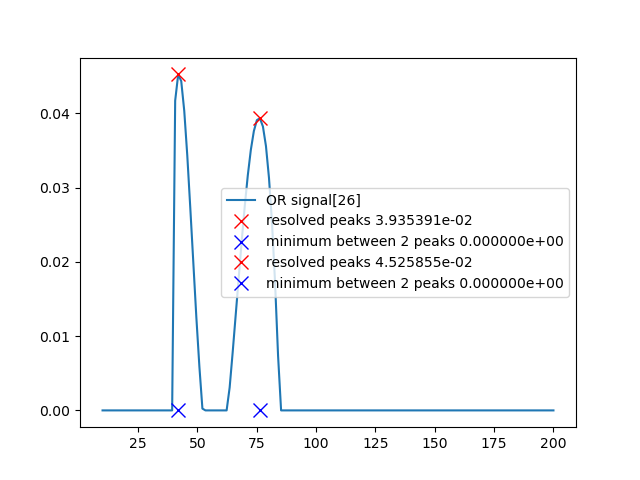 0.04
0.03
0.02
0.01
0.00
OR signal[26]
resolved peaks 3.935391e-02
minimum between 2 peaks 0.000000e+00
resolved peaks 4.525855e-02
minimum between 2 peaks 0.000000e+00
25 50 75 100 125 150 175 200